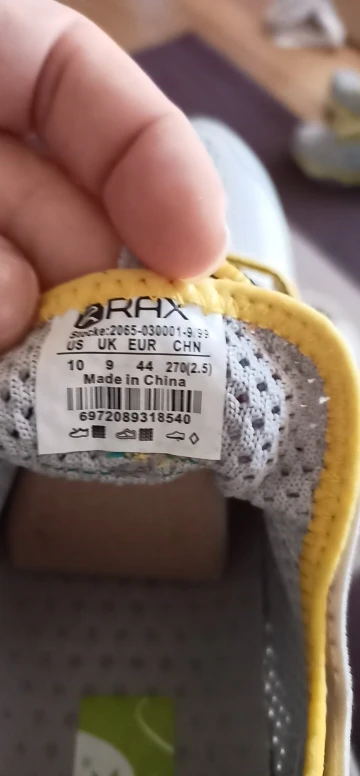 RAX
Stocke:2065-030001-9/99
US UK EUR CHN
10 9 44 270(2.5)
Made in China
6972089318540